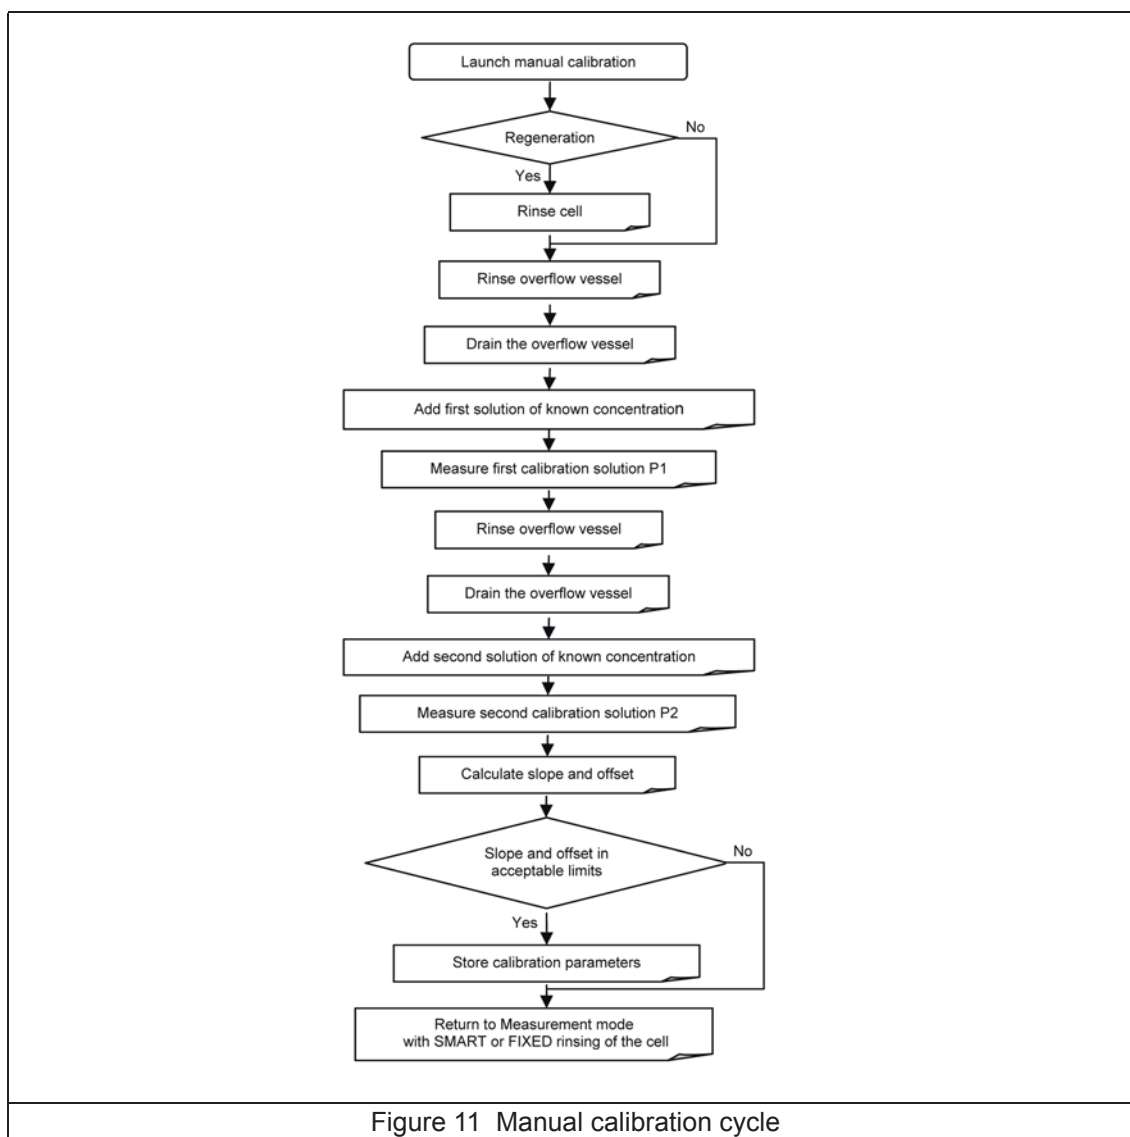 Launch manual calibration
Regeneration
No
Yes
Rinse cell
Rinse overflow vessel
Drain the overflow vessel
Add first solution of known concentration
Measure first calibration solution P1
Rinse overflow vessel
Drain the overflow vessel
Add second solution of known concentration
Measure second calibration solution P2
Calculate slope and offset
Slope and offset in
acceptable limits
No
Yes
Store calibration parameters
Return to Measurement mode
with SMART or FIXED rinsing of the cell
Figure 11 Manual calibration cycle